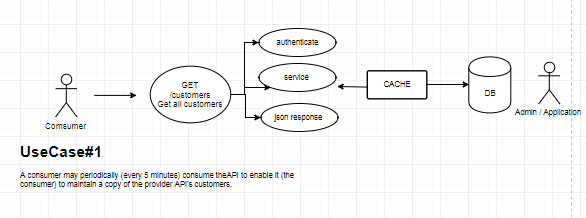 authenticate
GET
/customers
Get all customers
service
CACHE
DB
json response
Comsumer
Admin / Application
UseCase#1
A consumer may periodically (every 5 minutes) consume theAPI to enable it (the
consumer) to maintain a copy of the provider API's customers.